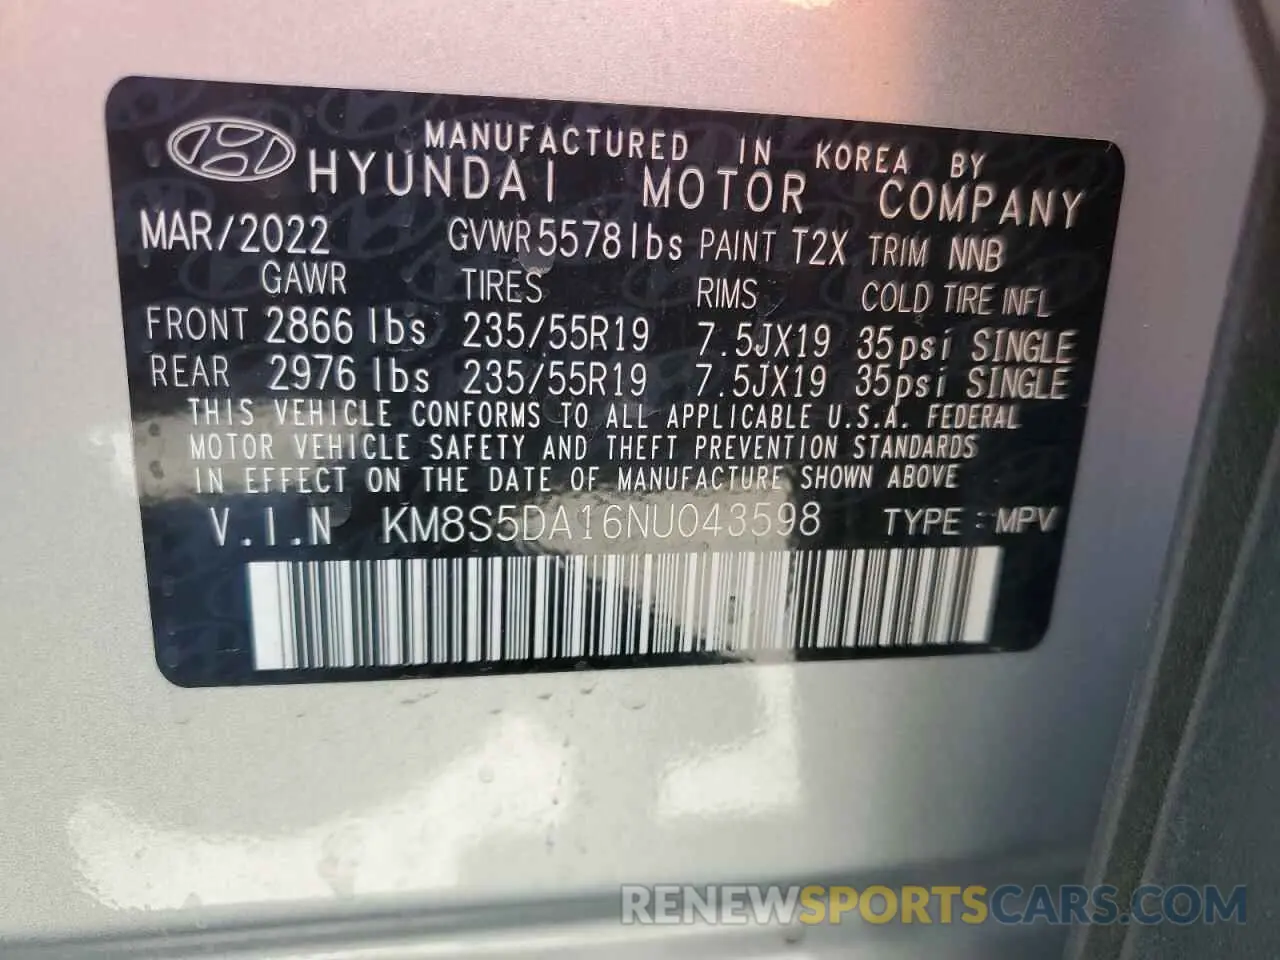 MANUFACTURED IN KOREA BY
HYUNDAI MOTOR COMPANY
MAR/2022 GVWR 5578lbs PAINT T2X TRIM NNB
GAWR TIRES RIMS COLD TIRE INFL
FRONT 2866 lbs 235/55R19 7.5JX19 35psi SINGLE
REAR 2976 lbs 235/55R19 7.5JX19 35psi SINGLE
THIS VEHICLE CONFORMS TO ALL APPLICABLE U.S.A. FEDERAL
MOTOR VEHICLE SAFETY AND THEFT PREVENTION STANDARDS
IN EFFECT ON THE DATE OF MANUFACTURE SHOWN ABOVE
V.I.N KM8S5DA16NU043598 TYPE : MPV
RENEWSPORTSCARS.COM